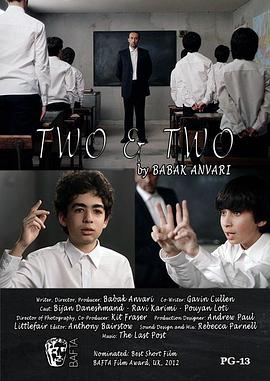 TWO & TWO
by BABAK ANVARI
Writer, Director, Producer: Babak Anvari Co-Writer: Gavin Cullen
Cast: Bijan Daneshmand - Ravi Karimi - Pouyan Loti
Director of Photography, Co-Producer: Kit Fraser Production Designer: Andrew Paul
Littlefair Editor: Anthony Bairstow Sound Design and Mix: Rebecca Parnell
Music: The Last Post
BAFTA
Nominated: Best Short Film
BAFTA Film Award, UK, 2012
PG-13